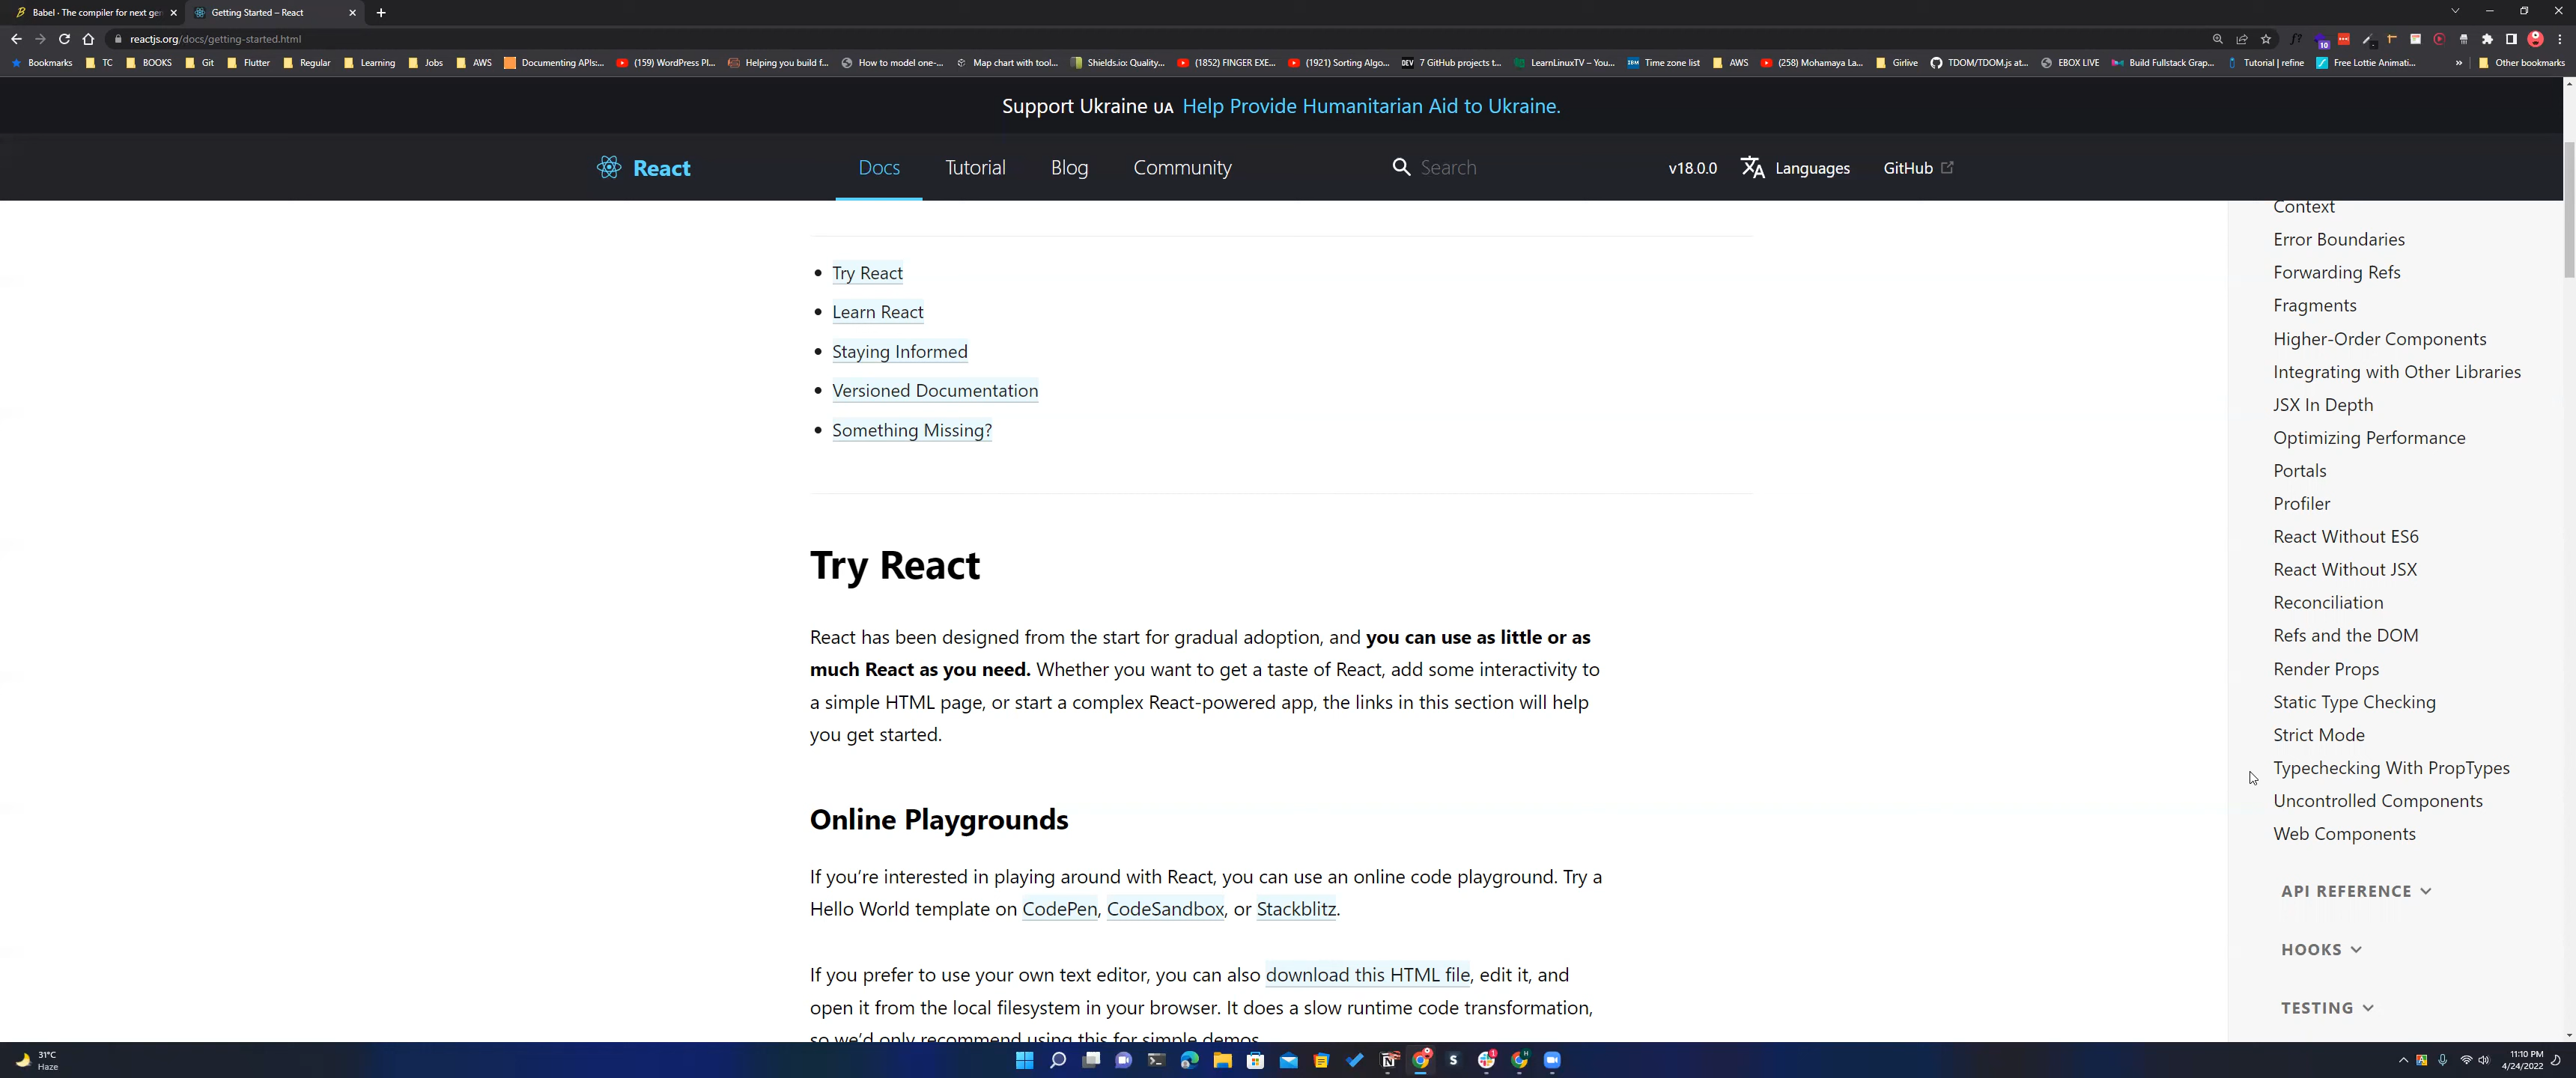 Babel · The compiler for next gen
Getting Started – React
reactjs.org/docs/getting-started.html
10
Bookmarks TC BOOKS Git Flutter Regular Learning Jobs AWS Documenting APIs:... (159) WordPress Pl... Helping you build f... How to model one-... Map chart with tool... Shields.io: Quality... (1852) FINGER EXE... (1921) Sorting Algo... DEV 7 GitHub projects t... LearnLinuxTV – You... Time zone list AWS (258) Mohamaya La... Girlive TDOM/TDOM.js at... EBOX LIVE Build Fullstack Grap... Tutorial | refine Free Lottie Animati... » Other bookmarks
Support Ukraine UA Help Provide Humanitarian Aid to Ukraine.
React Docs Tutorial Blog Community Search v18.0.0 Languages GitHub
Try React
Learn React
Staying Informed
Versioned Documentation
Something Missing?
Try React
React has been designed from the start for gradual adoption, and you can use as little or as
much React as you need. Whether you want to get a taste of React, add some interactivity to
a simple HTML page, or start a complex React-powered app, the links in this section will help
you get started.
Online Playgrounds
If you’re interested in playing around with React, you can use an online code playground. Try a
Hello World template on CodePen, CodeSandbox, or Stackblitz.
If you prefer to use your own text editor, you can also download this HTML file, edit it, and
open it from the local filesystem in your browser. It does a slow runtime code transformation,
so we’d only recommend using this for simple demos.
Context
Error Boundaries
Forwarding Refs
Fragments
Higher-Order Components
Integrating with Other Libraries
JSX In Depth
Optimizing Performance
Portals
Profiler
React Without ES6
React Without JSX
Reconciliation
Refs and the DOM
Render Props
Static Type Checking
Strict Mode
Typechecking With PropTypes
Uncontrolled Components
Web Components
API REFERENCE
HOOKS
TESTING
31°C
Haze
11:10 PM
4/24/2022